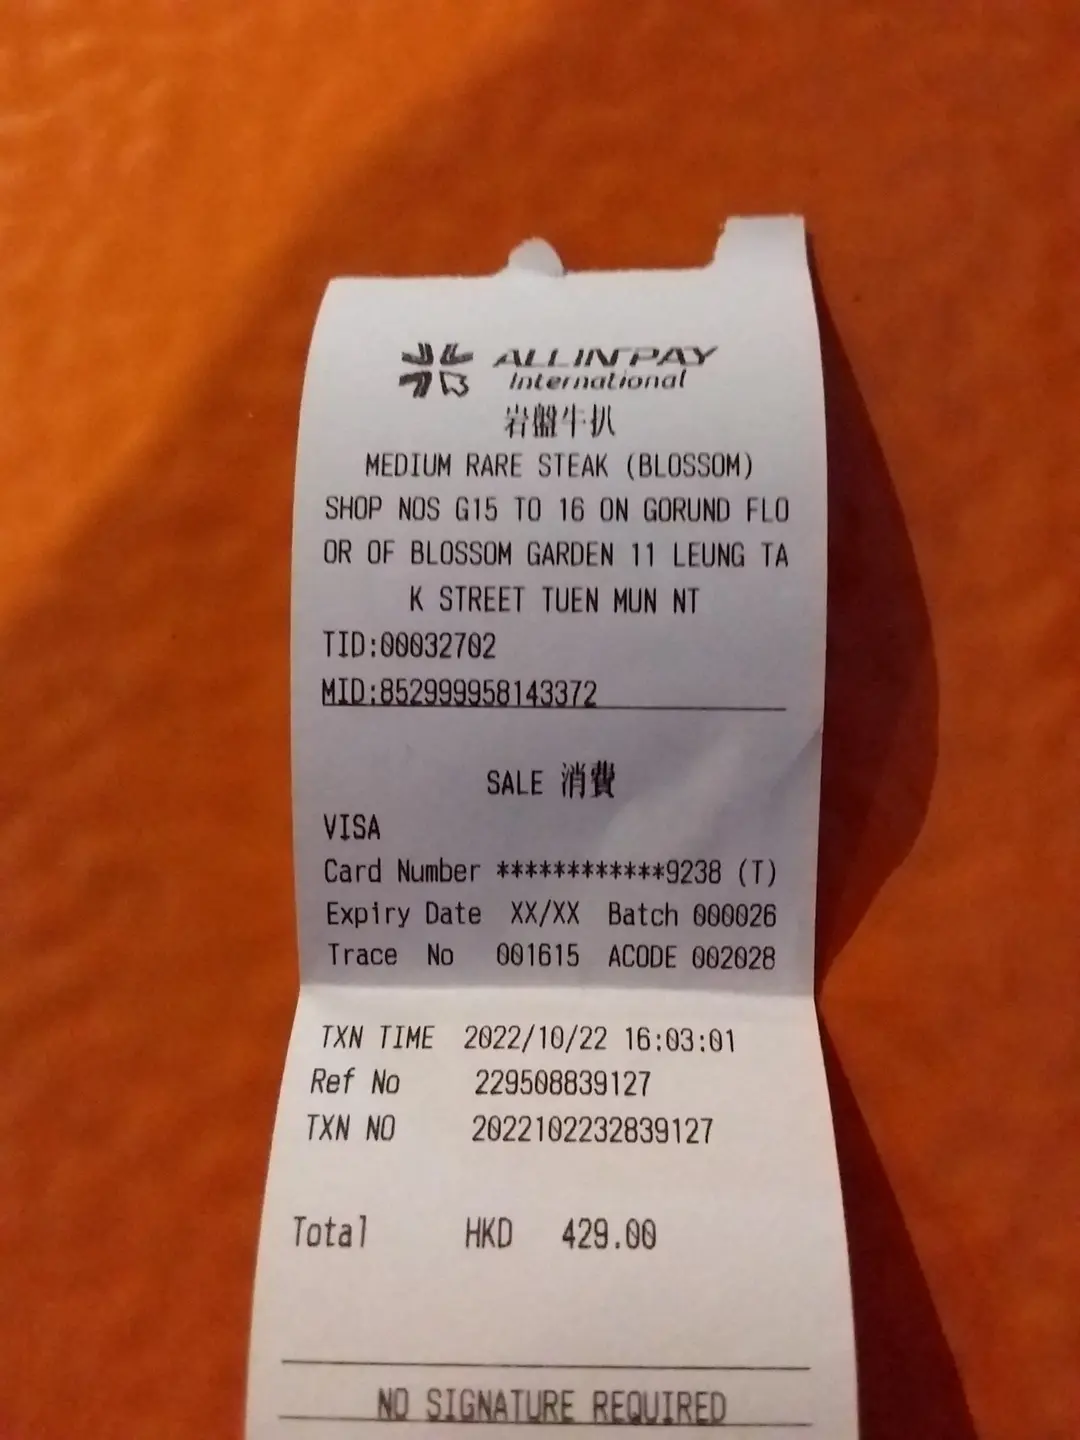 ALLINPAY
International
岩盤牛扒
MEDIUM RARE STEAK (BLOSSOM)
SHOP NOS G15 TO 16 ON GORUND FLO
OR OF BLOSSOM GARDEN 11 LEUNG TA
K STREET TUEN MUN NT
TID:00032702
MID:852999958143372
SALE 消費
VISA
Card Number *************9238 (T)
Expiry Date XX/XX Batch 000026
Trace No 001615 ACODE 002028
TXN TIME 2022/10/22 16:03:01
Ref No 229508839127
TXN NO 2022102232839127
Total HKD 429.00
NO SIGNATURE REQUIRED